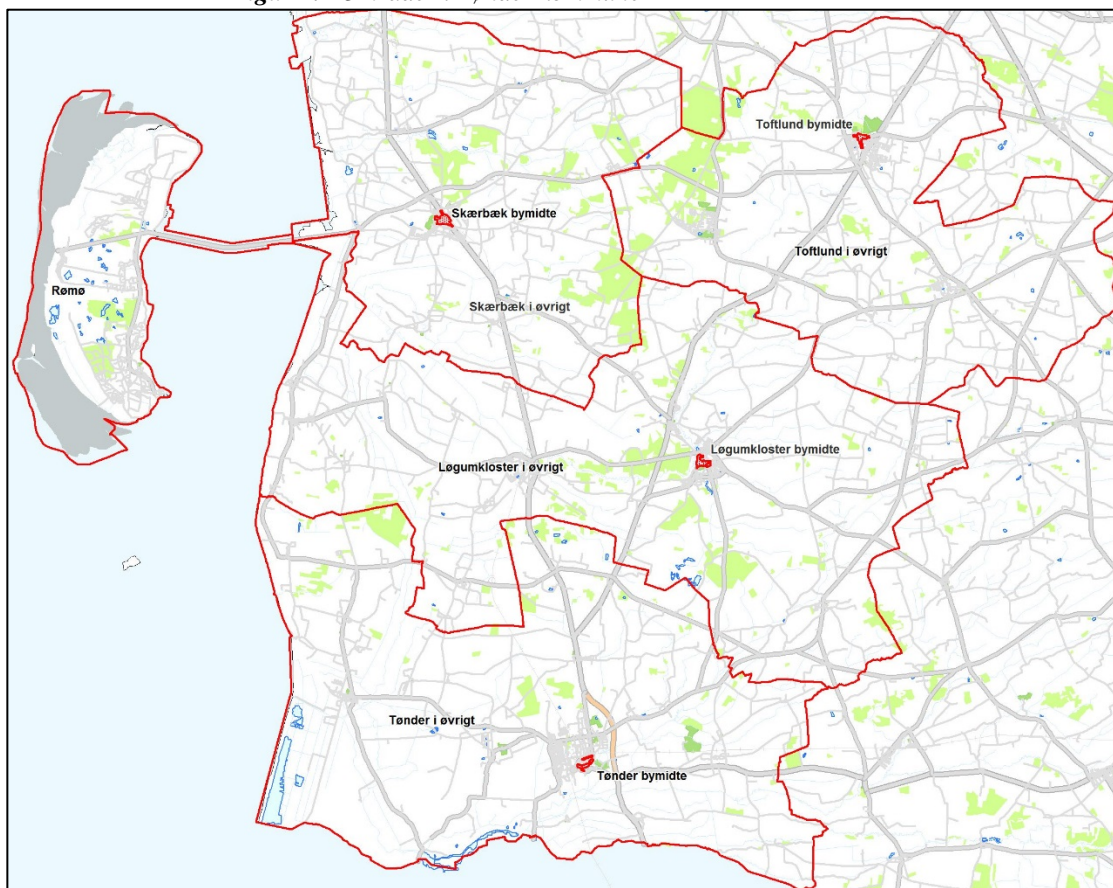 Toftlund bymidte
Skærbæk bymidte
Toftlund i øvrigt
Rømø
Skærbæk i øvrigt
Løgumkloster bymidte
Løgumkloster i øvrigt
Tønder i øvrigt
Tønder bymidte